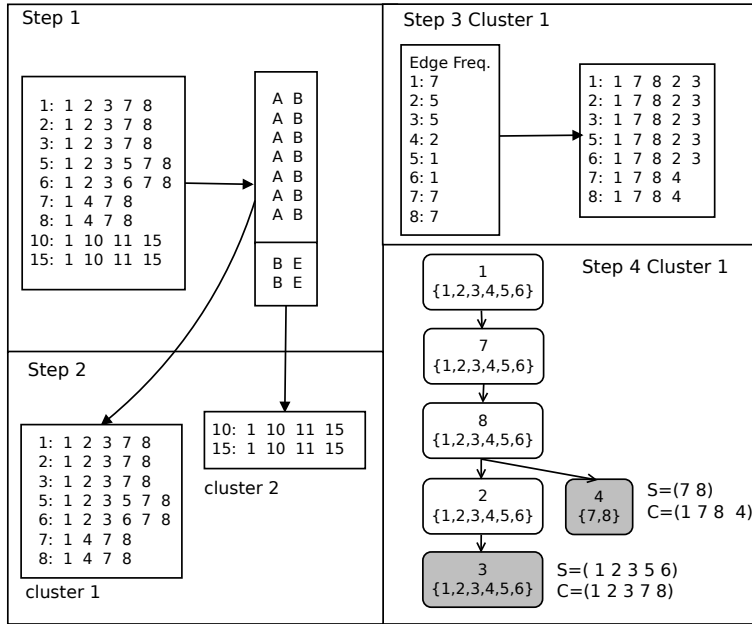 Step 1
1: 1 2 3 7 8
2: 1 2 3 7 8
3: 1 2 3 7 8
5: 1 2 3 5 7 8
6: 1 2 3 6 7 8
7: 1 4 7 8
8: 1 4 7 8
10: 1 10 11 15
15: 1 10 11 15
A B
A B
A B
A B
A B
A B
A B
B E
B E
Step 2
1: 1 2 3 7 8
2: 1 2 3 7 8
3: 1 2 3 7 8
5: 1 2 3 5 7 8
6: 1 2 3 6 7 8
7: 1 4 7 8
8: 1 4 7 8
cluster 1
10: 1 10 11 15
15: 1 10 11 15
cluster 2
Step 3 Cluster 1
Edge Freq.
1: 7
2: 5
3: 5
4: 2
5: 1
6: 1
7: 7
8: 7
1: 1 7 8 2 3
2: 1 7 8 2 3
3: 1 7 8 2 3
5: 1 7 8 2 3
6: 1 7 8 2 3
7: 1 7 8 4
8: 1 7 8 4
Step 4 Cluster 1
1
{1,2,3,4,5,6}
7
{1,2,3,4,5,6}
8
{1,2,3,4,5,6}
2
{1,2,3,4,5,6}
4
{7,8}
S=(7 8)
C=(1 7 8 4)
3
{1,2,3,4,5,6}
S=( 1 2 3 5 6)
C=(1 2 3 7 8)